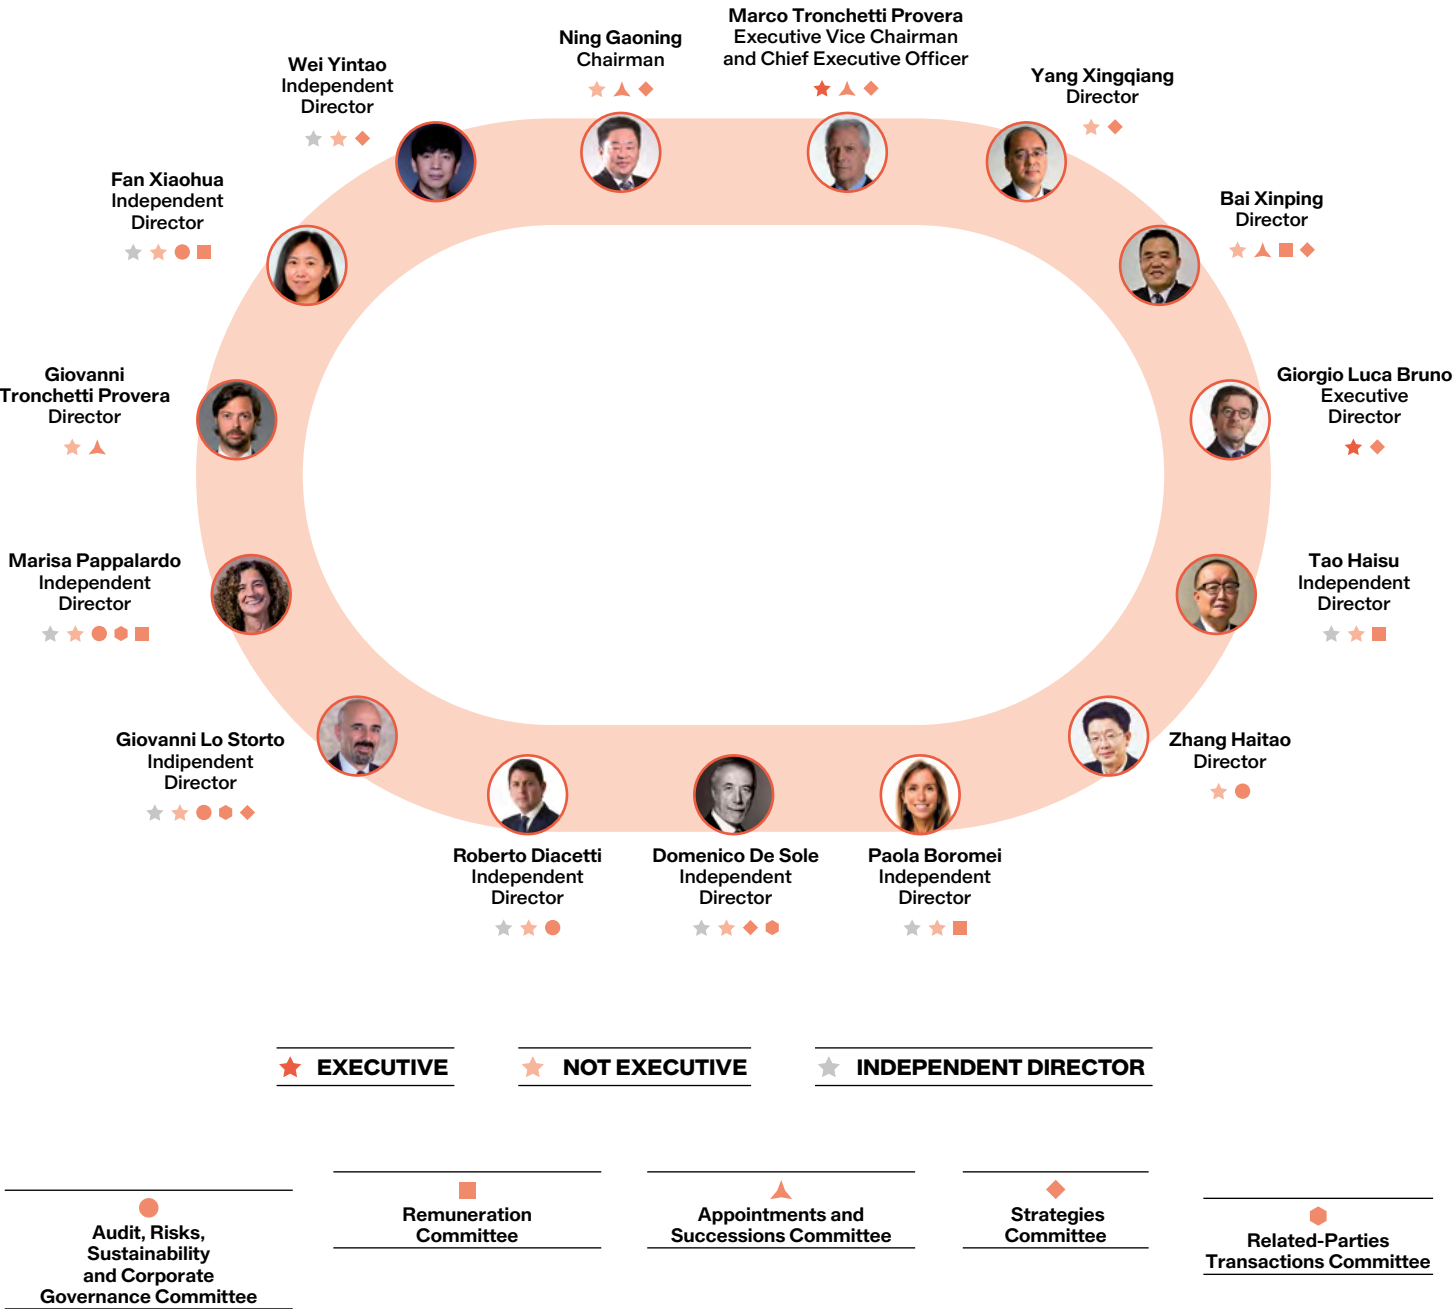 Marco Tronchetti Provera
Executive Vice Chairman
and Chief Executive Officer
Ning Gaoning
Chairman
Wei Yintao
Independent
Director
Yang Xingqiang
Director
Fan Xiaohua
Independent
Director
Bai Xinping
Director
Giovanni
Tronchetti Provera
Director
Giorgio Luca Bruno
Executive
Director
Marisa Pappalardo
Independent
Director
Tao Haisu
Independent
Director
Giovanni Lo Storto
Indipendent
Director
Zhang Haitao
Director
Roberto Diacetti
Independent
Director
Domenico De Sole
Independent
Director
Paola Boromei
Independent
Director
EXECUTIVE
NOT EXECUTIVE
INDEPENDENT DIRECTOR
Audit, Risks,
Sustainability
and Corporate
Governance Committee
Remuneration
Committee
Appointments and
Successions Committee
Strategies
Committee
Related-Parties
Transactions Committee